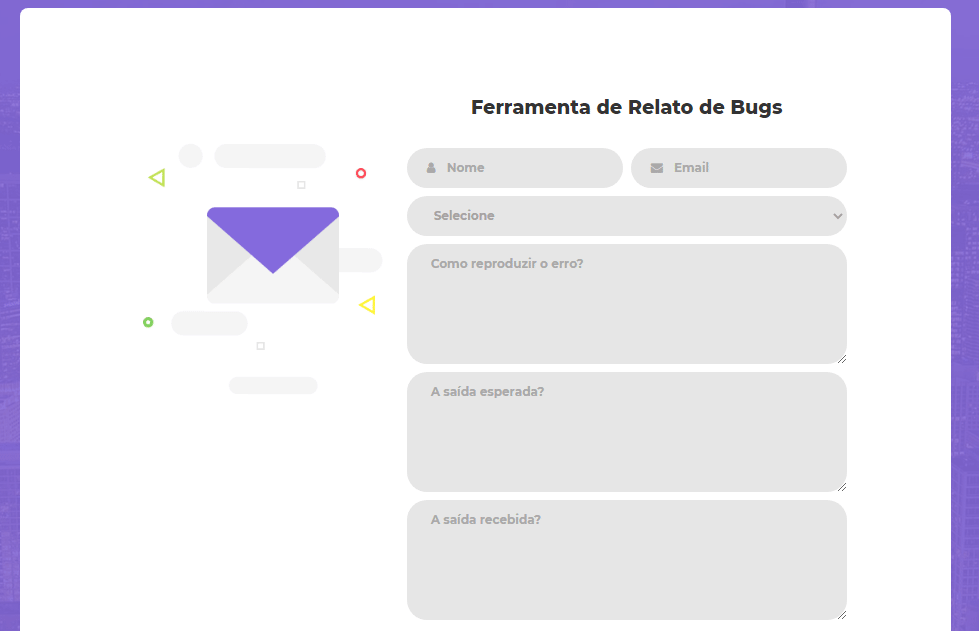 Ferramenta de Relato de Bugs
Nome
Email
Selecione
Como reproduzir o erro?
A saída esperada?
A saída recebida?